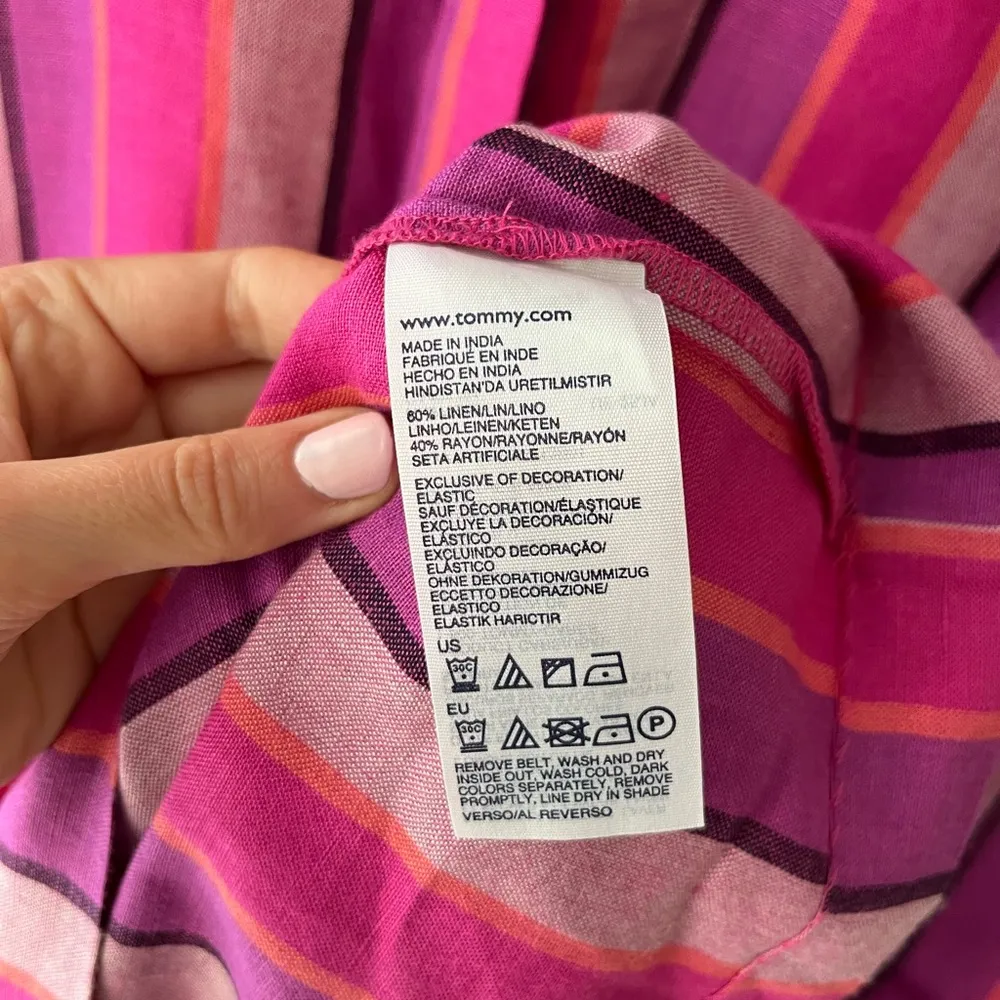 www.tommy.com
MADE IN INDIA
FABRIQUÉ EN INDE
HECHO EN INDIA
HINDISTAN'DA URETILMISTIR
60% LINEN/LIN/LINO
LINHO/LEINEN/KETEN
40% RAYON/RAYONNE/RAYÓN
SETA ARTIFICIALE
EXCLUSIVE OF DECORATION/
ELASTIC
SAUF DÉCORATION/ÉLASTIQUE
EXCLUYE LA DECORACIÓN/
ELÁSTICO
EXCLUINDO DECORAÇÃO/
ELÁSTICO
OHNE DEKORATION/GUMMIZUG
ECCETTO DECORAZIONE/
ELASTICO
ELASTIK HARICTIR
US
30C
EU
30C P
REMOVE BELT, WASH AND DRY
INSIDE OUT, WASH COLD, DARK
COLORS SEPARATELY, REMOVE
PROMPTLY, LINE DRY IN SHADE
VERSO/AL REVERSO